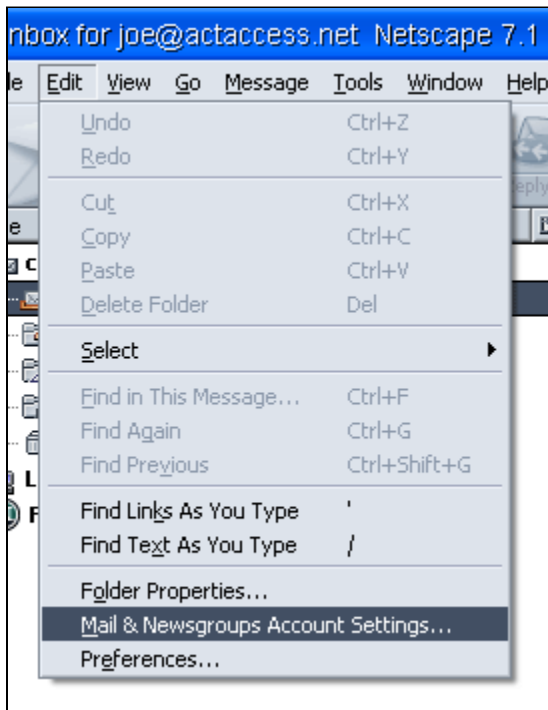 nbox for joe@actaccess.net Netscape 7.1
le Edit View Go Message Tools Window Help
Undo Ctrl+Z
Redo Ctrl+Y
eply
Cut Ctrl+X
e Copy Ctrl+C
C
Paste Ctrl+V
Delete Folder Del
Select
Find in This Message... Ctrl+F
Find Again Ctrl+G
Find Previous Ctrl+Shift+G
L
Find Links As You Type '
F
Find Text As You Type /
Folder Properties...
Mail & Newsgroups Account Settings...
Preferences...